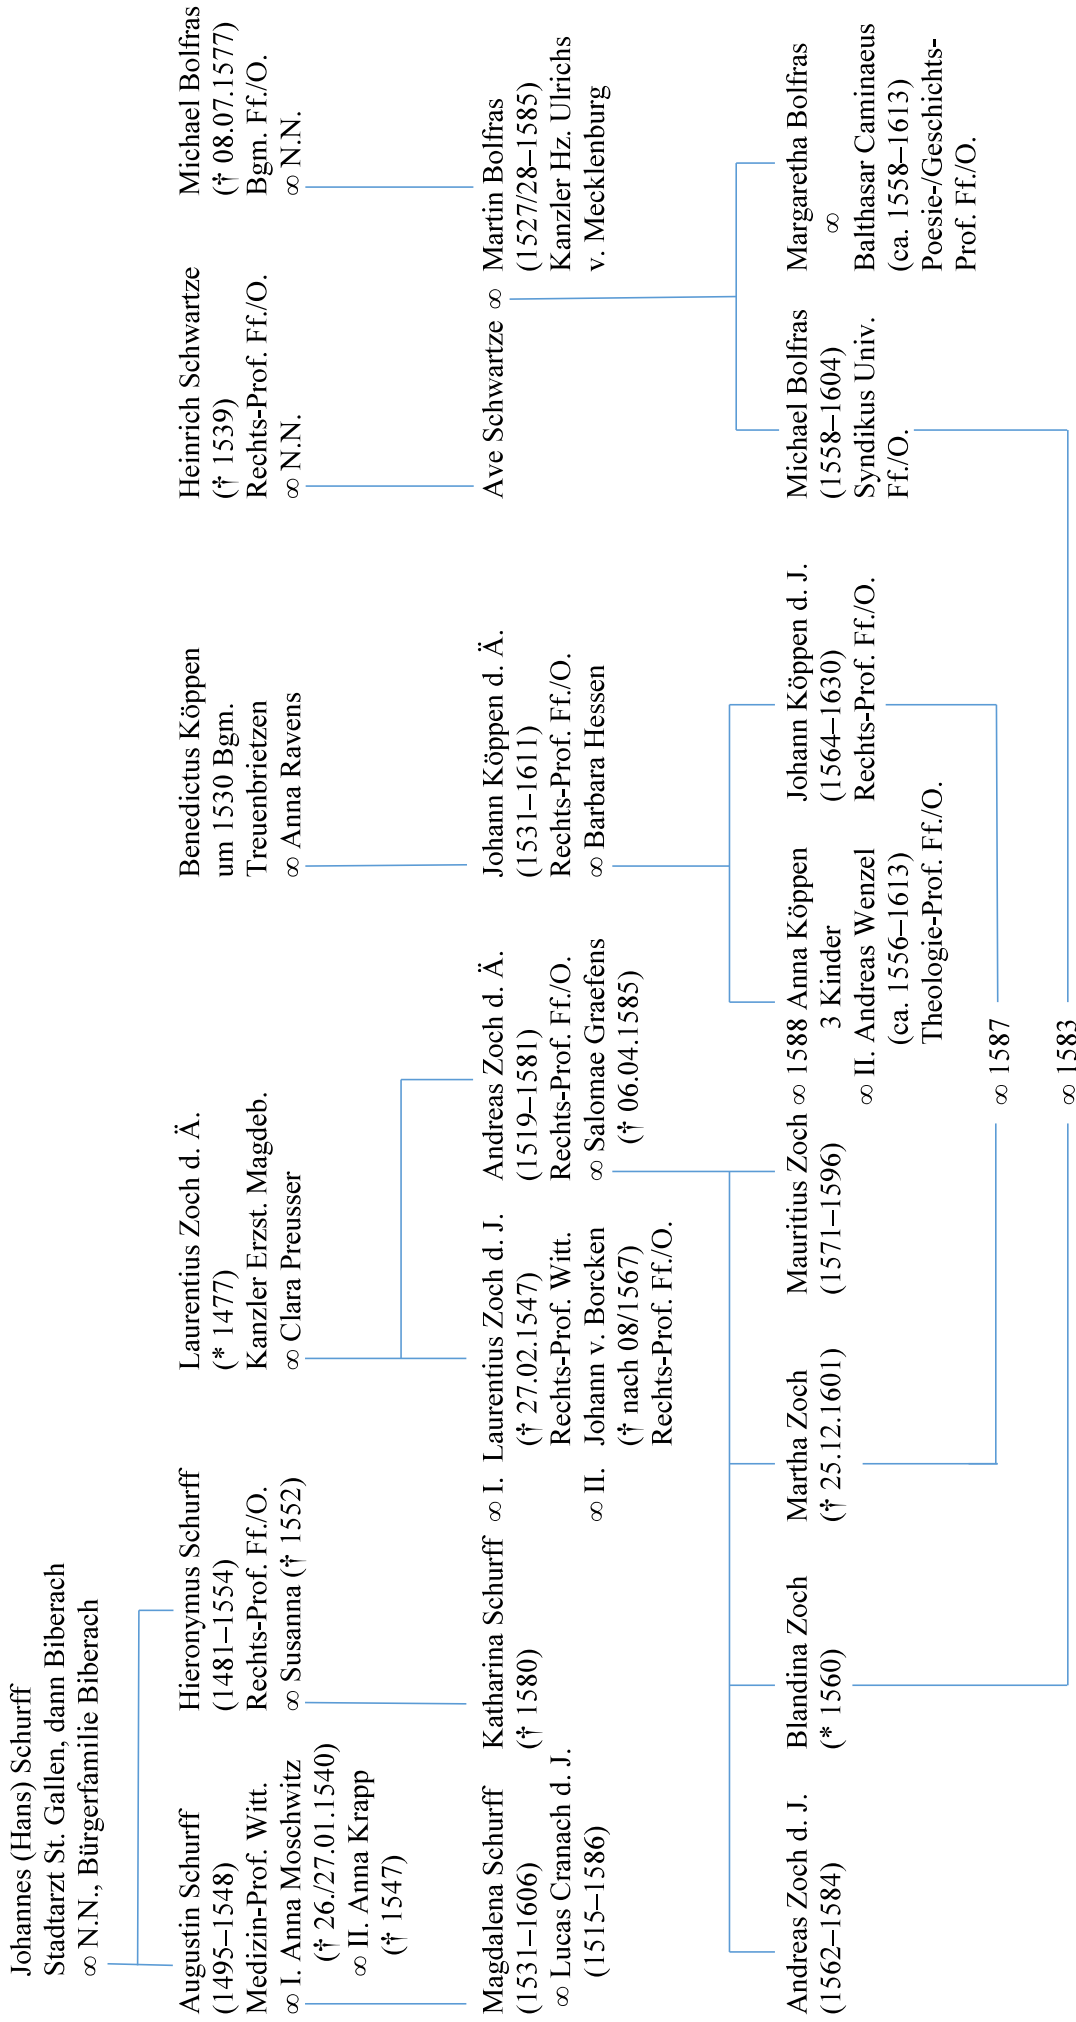 Johannes (Hans) Schurff
Stadtarzt St. Gallen, dann Biberach
∞ N.N., Bürgerfamilie Biberach
Augustin Schurff
(1495–1548)
Medizin-Prof. Witt.
∞ I. Anna Moschwitz
(† 26./27.01.1540)
∞ II. Anna Krapp
(† 1547)
Hieronymus Schurff
(1481–1554)
Rechts-Prof. Ff./O.
∞ Susanna († 1552)
Laurentius Zoch d. Ä.
(* 1477)
Kanzler Erzst. Magdeb.
∞ Clara Preusser
Benedictus Köppen
um 1530 Bgm.
Treuenbrietzen
∞ Anna Ravens
Heinrich Schwartze
(† 1539)
Rechts-Prof. Ff./O.
∞ N.N.
Michael Bolfras
(† 08.07.1577)
Bgm. Ff./O.
∞ N.N.
Magdalena Schurff
(1531–1606)
∞ Lucas Cranach d. J.
(1515–1586)
Katharina Schurff
(† 1580)
∞ I. Laurentius Zoch d. J.
(† 27.02.1547)
Rechts-Prof. Witt.
∞ II. Johann v. Borcken
(† nach 08/1567)
Rechts-Prof. Ff./O.
Andreas Zoch d. Ä.
(1519–1581)
Rechts-Prof. Ff./O.
∞ Salomae Graefens
(† 06.04.1585)
Johann Köppen d. Ä.
(1531–1611)
Rechts-Prof. Ff./O.
∞ Barbara Hessen
Ave Schwartze ∞ Martin Bolfras
(1527/28–1585)
Kanzler Hz. Ulrichs
v. Mecklenburg
Andreas Zoch d. J.
(1562–1584)
Blandina Zoch
(* 1560)
Martha Zoch
(† 25.12.1601)
Mauritius Zoch ∞ 1588 Anna Köppen
(1571–1596)
3 Kinder
∞ II. Andreas Wenzel
(ca. 1556–1613)
Theologie-Prof. Ff./O.
Johann Köppen d. J.
(1564–1630)
Rechts-Prof. Ff./O.
Michael Bolfras
(1558–1604)
Syndikus Univ.
Ff./O.
Margaretha Bolfras
∞
Balthasar Caminaeus
(ca. 1558–1613)
Poesie-/Geschichts-
Prof. Ff./O.
∞ 1587
∞ 1583